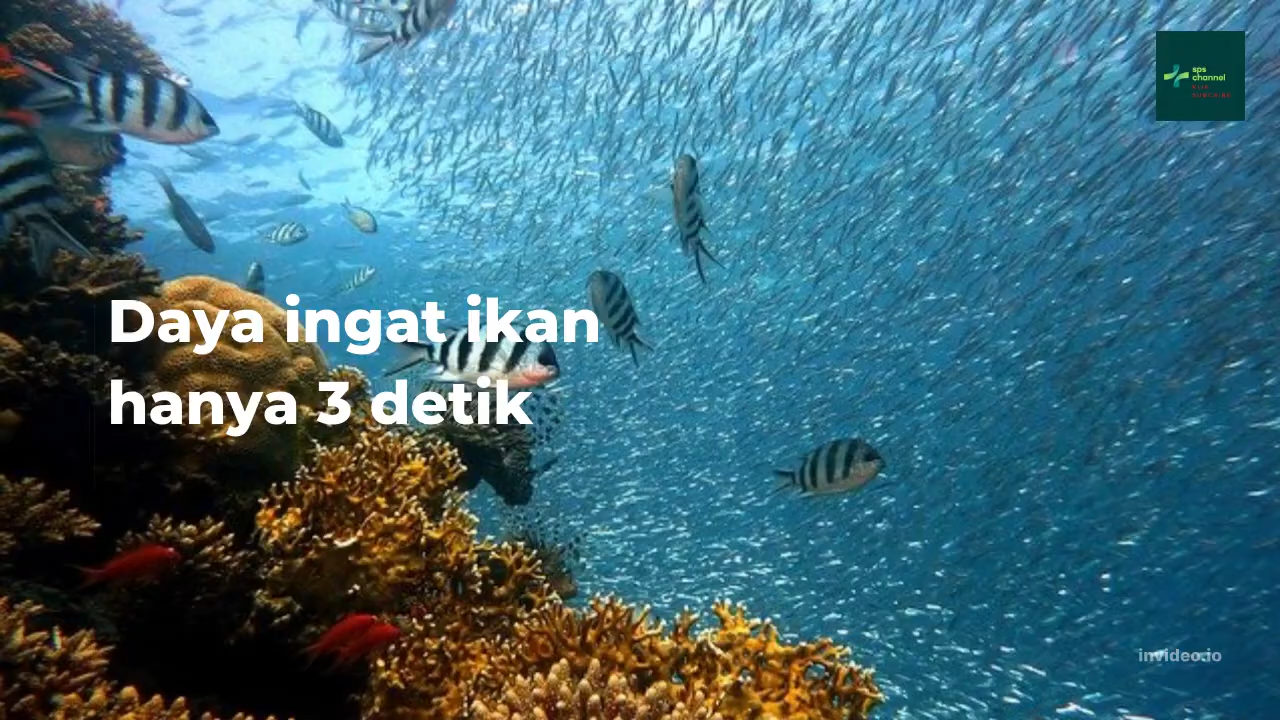 sps
channel
Daya ingat ikan
hanya 3 detik
invideo.io